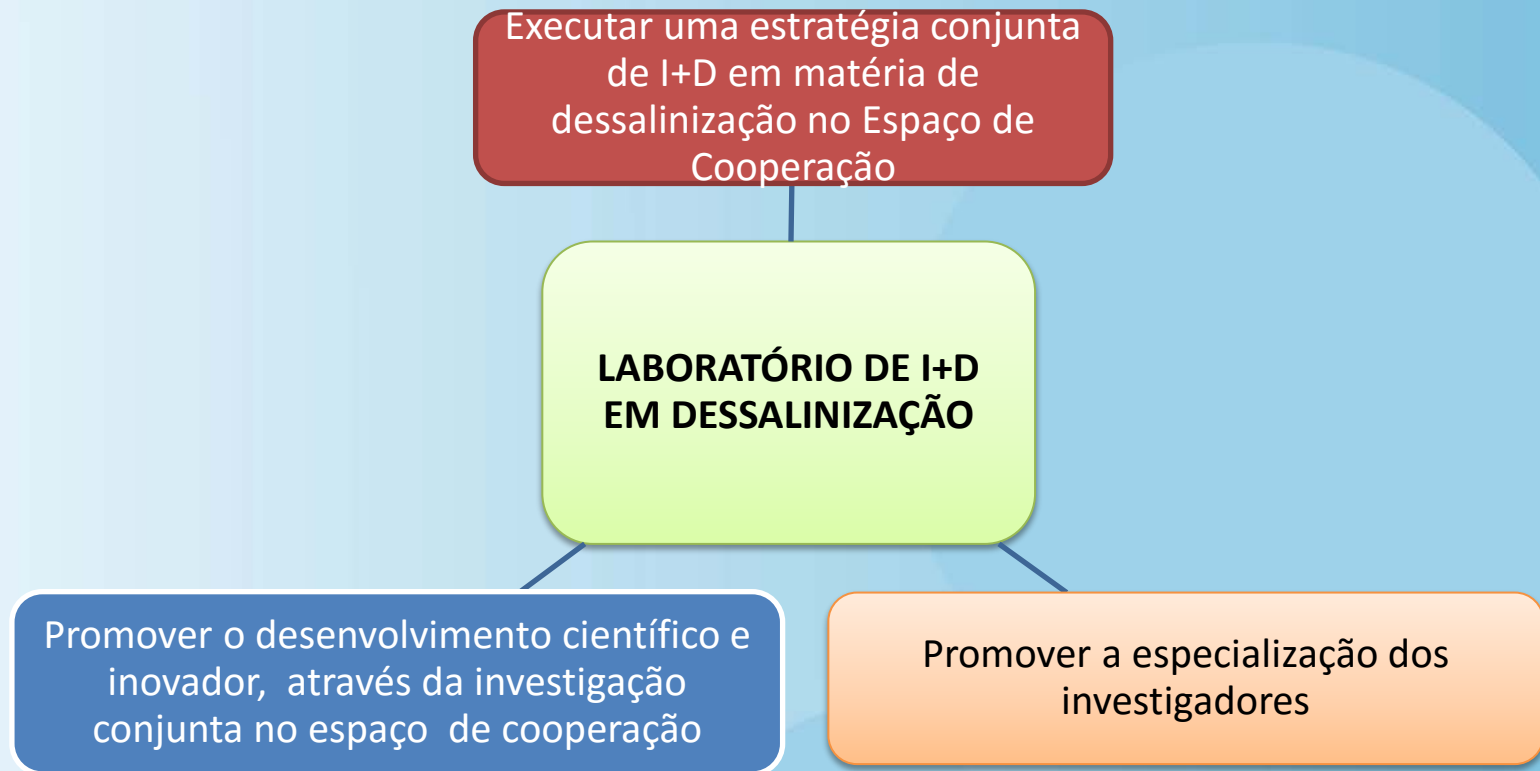 Executar uma estratégia conjunta
de I+D em matéria de
dessalinização no Espaço de
Cooperação
LABORATÓRIO DE I+D
EM DESSALINIZAÇÃO
Promover o desenvolvimento científico e
inovador, através da investigação
conjunta no espaço de cooperação
Promover a especialização dos
investigadores